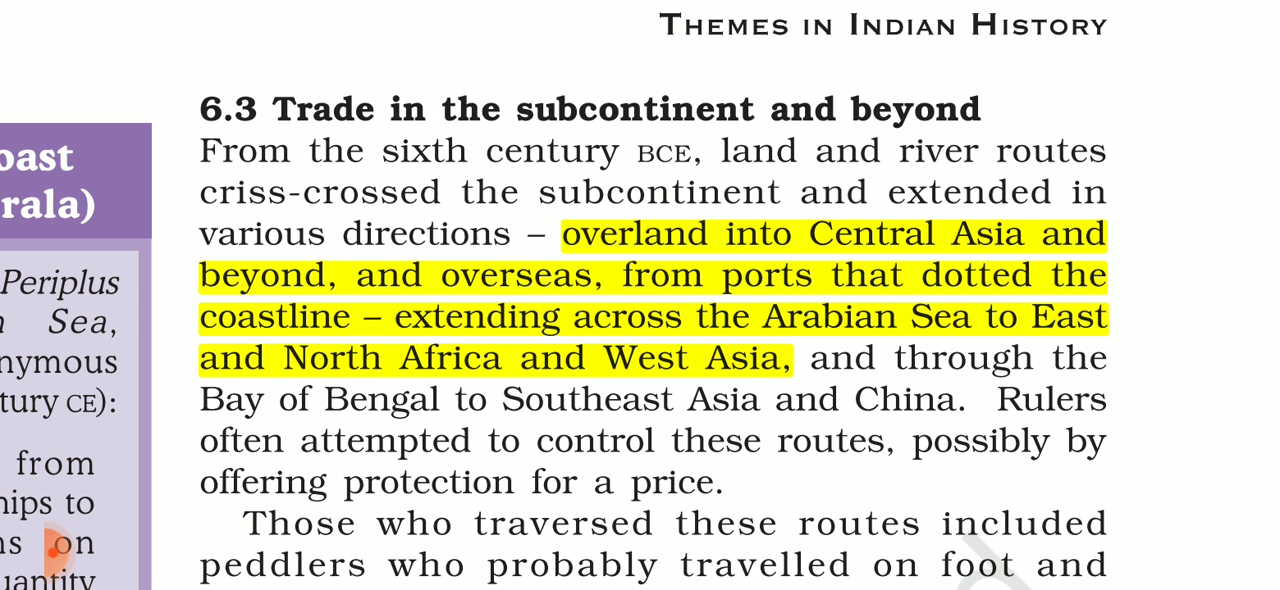 THEMES IN INDIAN HISTORY
oast
rala)
Periplus
Sea,
nymous
tury CE):
from
hips to
ns on
uantity
6.3 Trade in the subcontinent and beyond
From the sixth century BCE, land and river routes
criss-crossed the subcontinent and extended in
various directions – overland into Central Asia and
beyond, and overseas, from ports that dotted the
coastline – extending across the Arabian Sea to East
and North Africa and West Asia, and through the
Bay of Bengal to Southeast Asia and China. Rulers
often attempted to control these routes, possibly by
offering protection for a price.
Those who traversed these routes included
peddlers who probably travelled on foot and